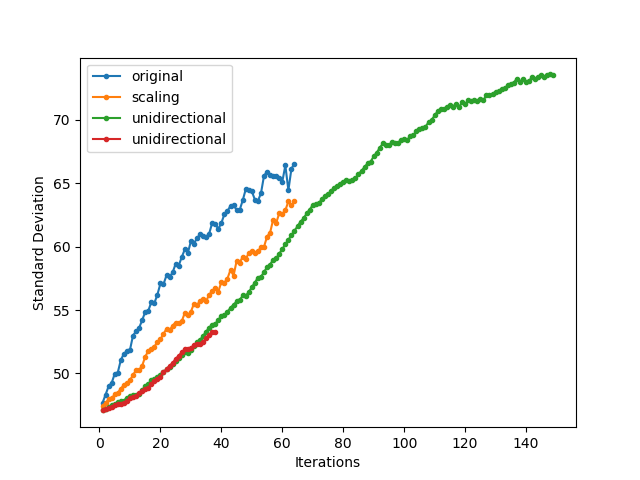 original
scaling
unidirectional
unidirectional
70
65
60
55
50
Standard Deviation
0 20 40 60 80 100 120 140
Iterations